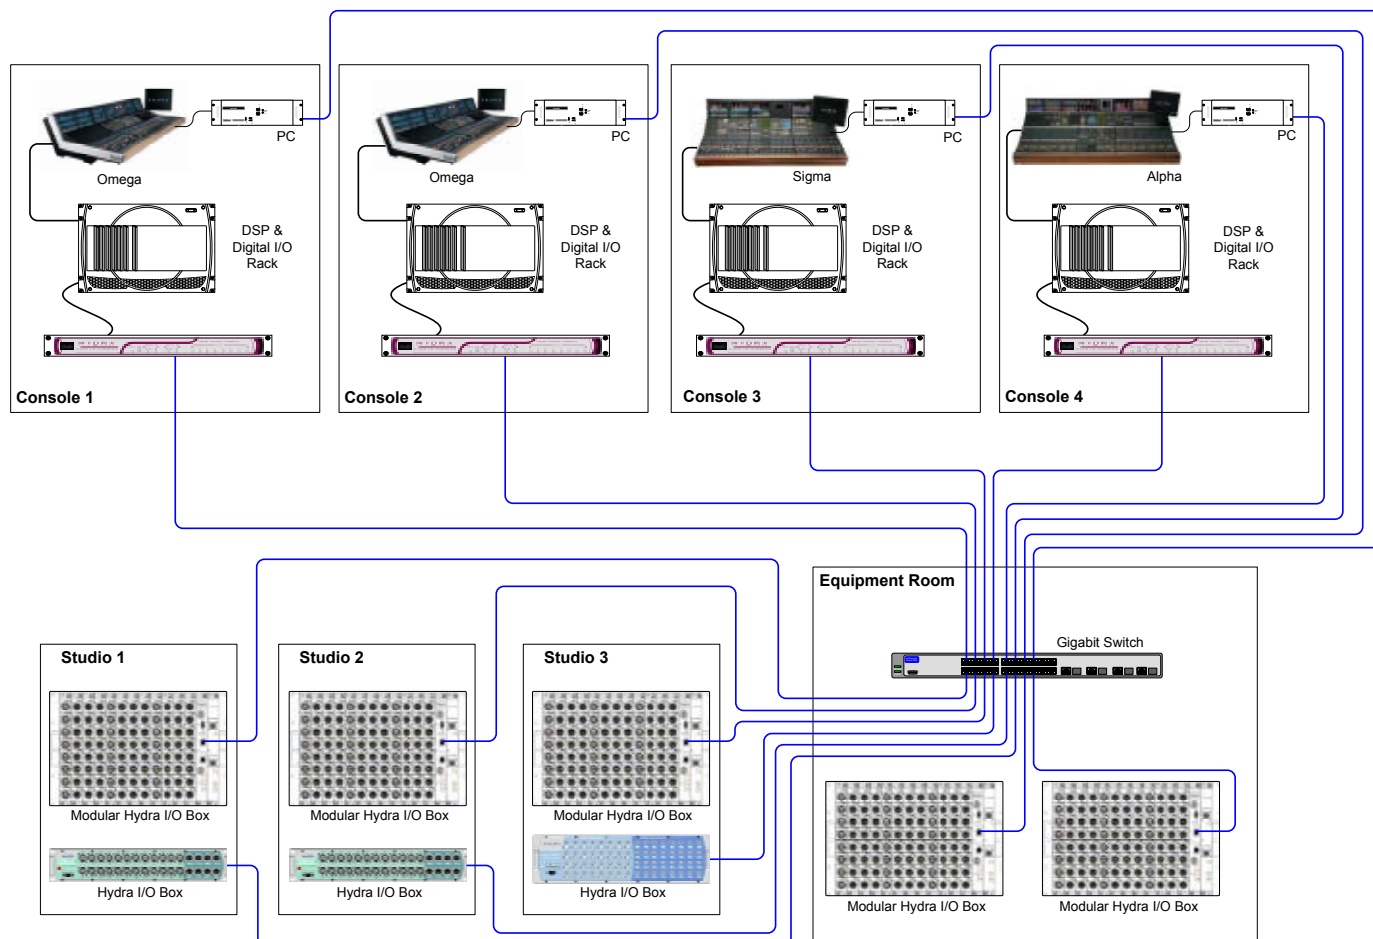 PC
Omega
DSP &
Digital I/O
Rack
Console 1
PC
Omega
DSP &
Digital I/O
Rack
Console 2
PC
Sigma
DSP &
Digital I/O
Rack
Console 3
PC
Alpha
DSP &
Digital I/O
Rack
Console 4
Equipment Room
Gigabit Switch
Studio 1
Modular Hydra I/O Box
Hydra I/O Box
Studio 2
Modular Hydra I/O Box
Hydra I/O Box
Studio 3
Modular Hydra I/O Box
Hydra I/O Box
Modular Hydra I/O Box
Modular Hydra I/O Box